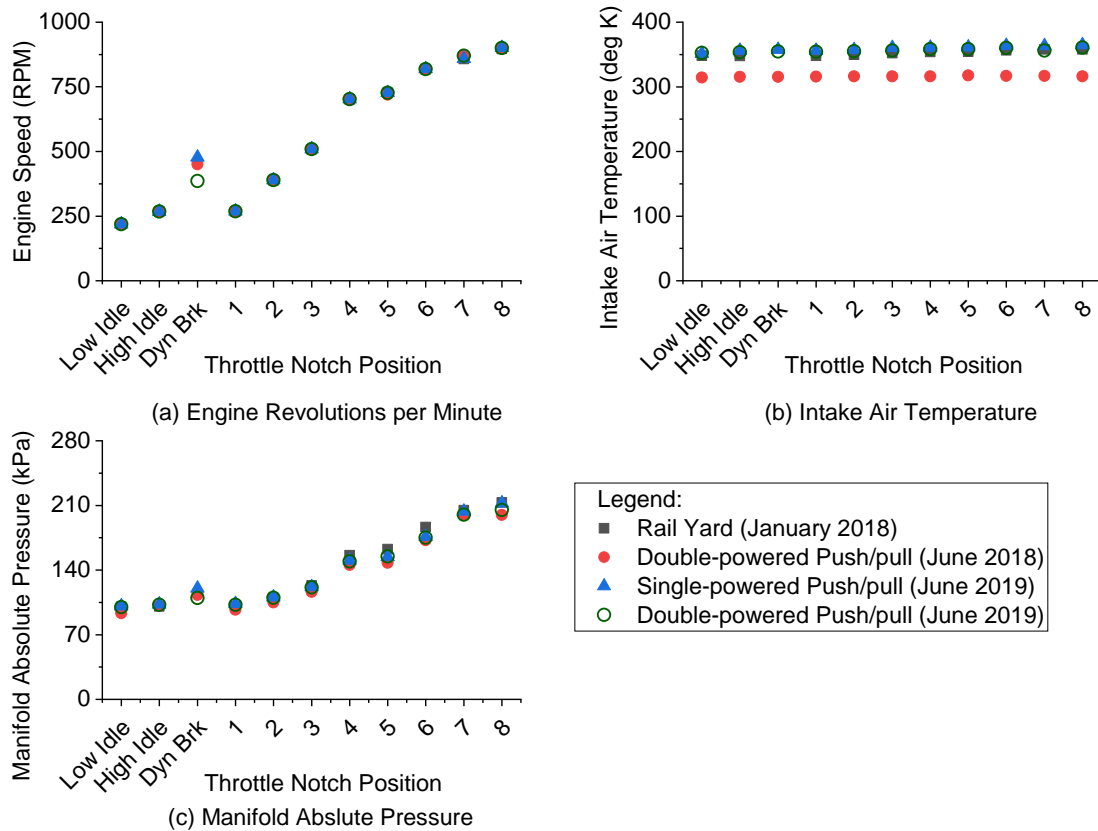 Engine Speed (RPM)
1000
750
500
250
0
Low Idle
High Idle
Dyn Brk
1
2
3
4
5
6
7
8
Throttle Notch Position
(a) Engine Revolutions per Minute
Intake Air Temperature (deg K)
400
300
200
100
0
Low Idle
High Idle
Dyn Brk
1
2
3
4
5
6
7
8
Throttle Notch Position
(b) Intake Air Temperature
Manifold Absolute Pressure (kPa)
280
210
140
70
0
Low Idle
High Idle
Dyn Brk
1
2
3
4
5
6
7
8
Throttle Notch Position
(c) Manifold Abslute Pressure
Legend:
Rail Yard (January 2018)
Double-powered Push/pull (June 2018)
Single-powered Push/pull (June 2019)
Double-powered Push/pull (June 2019)